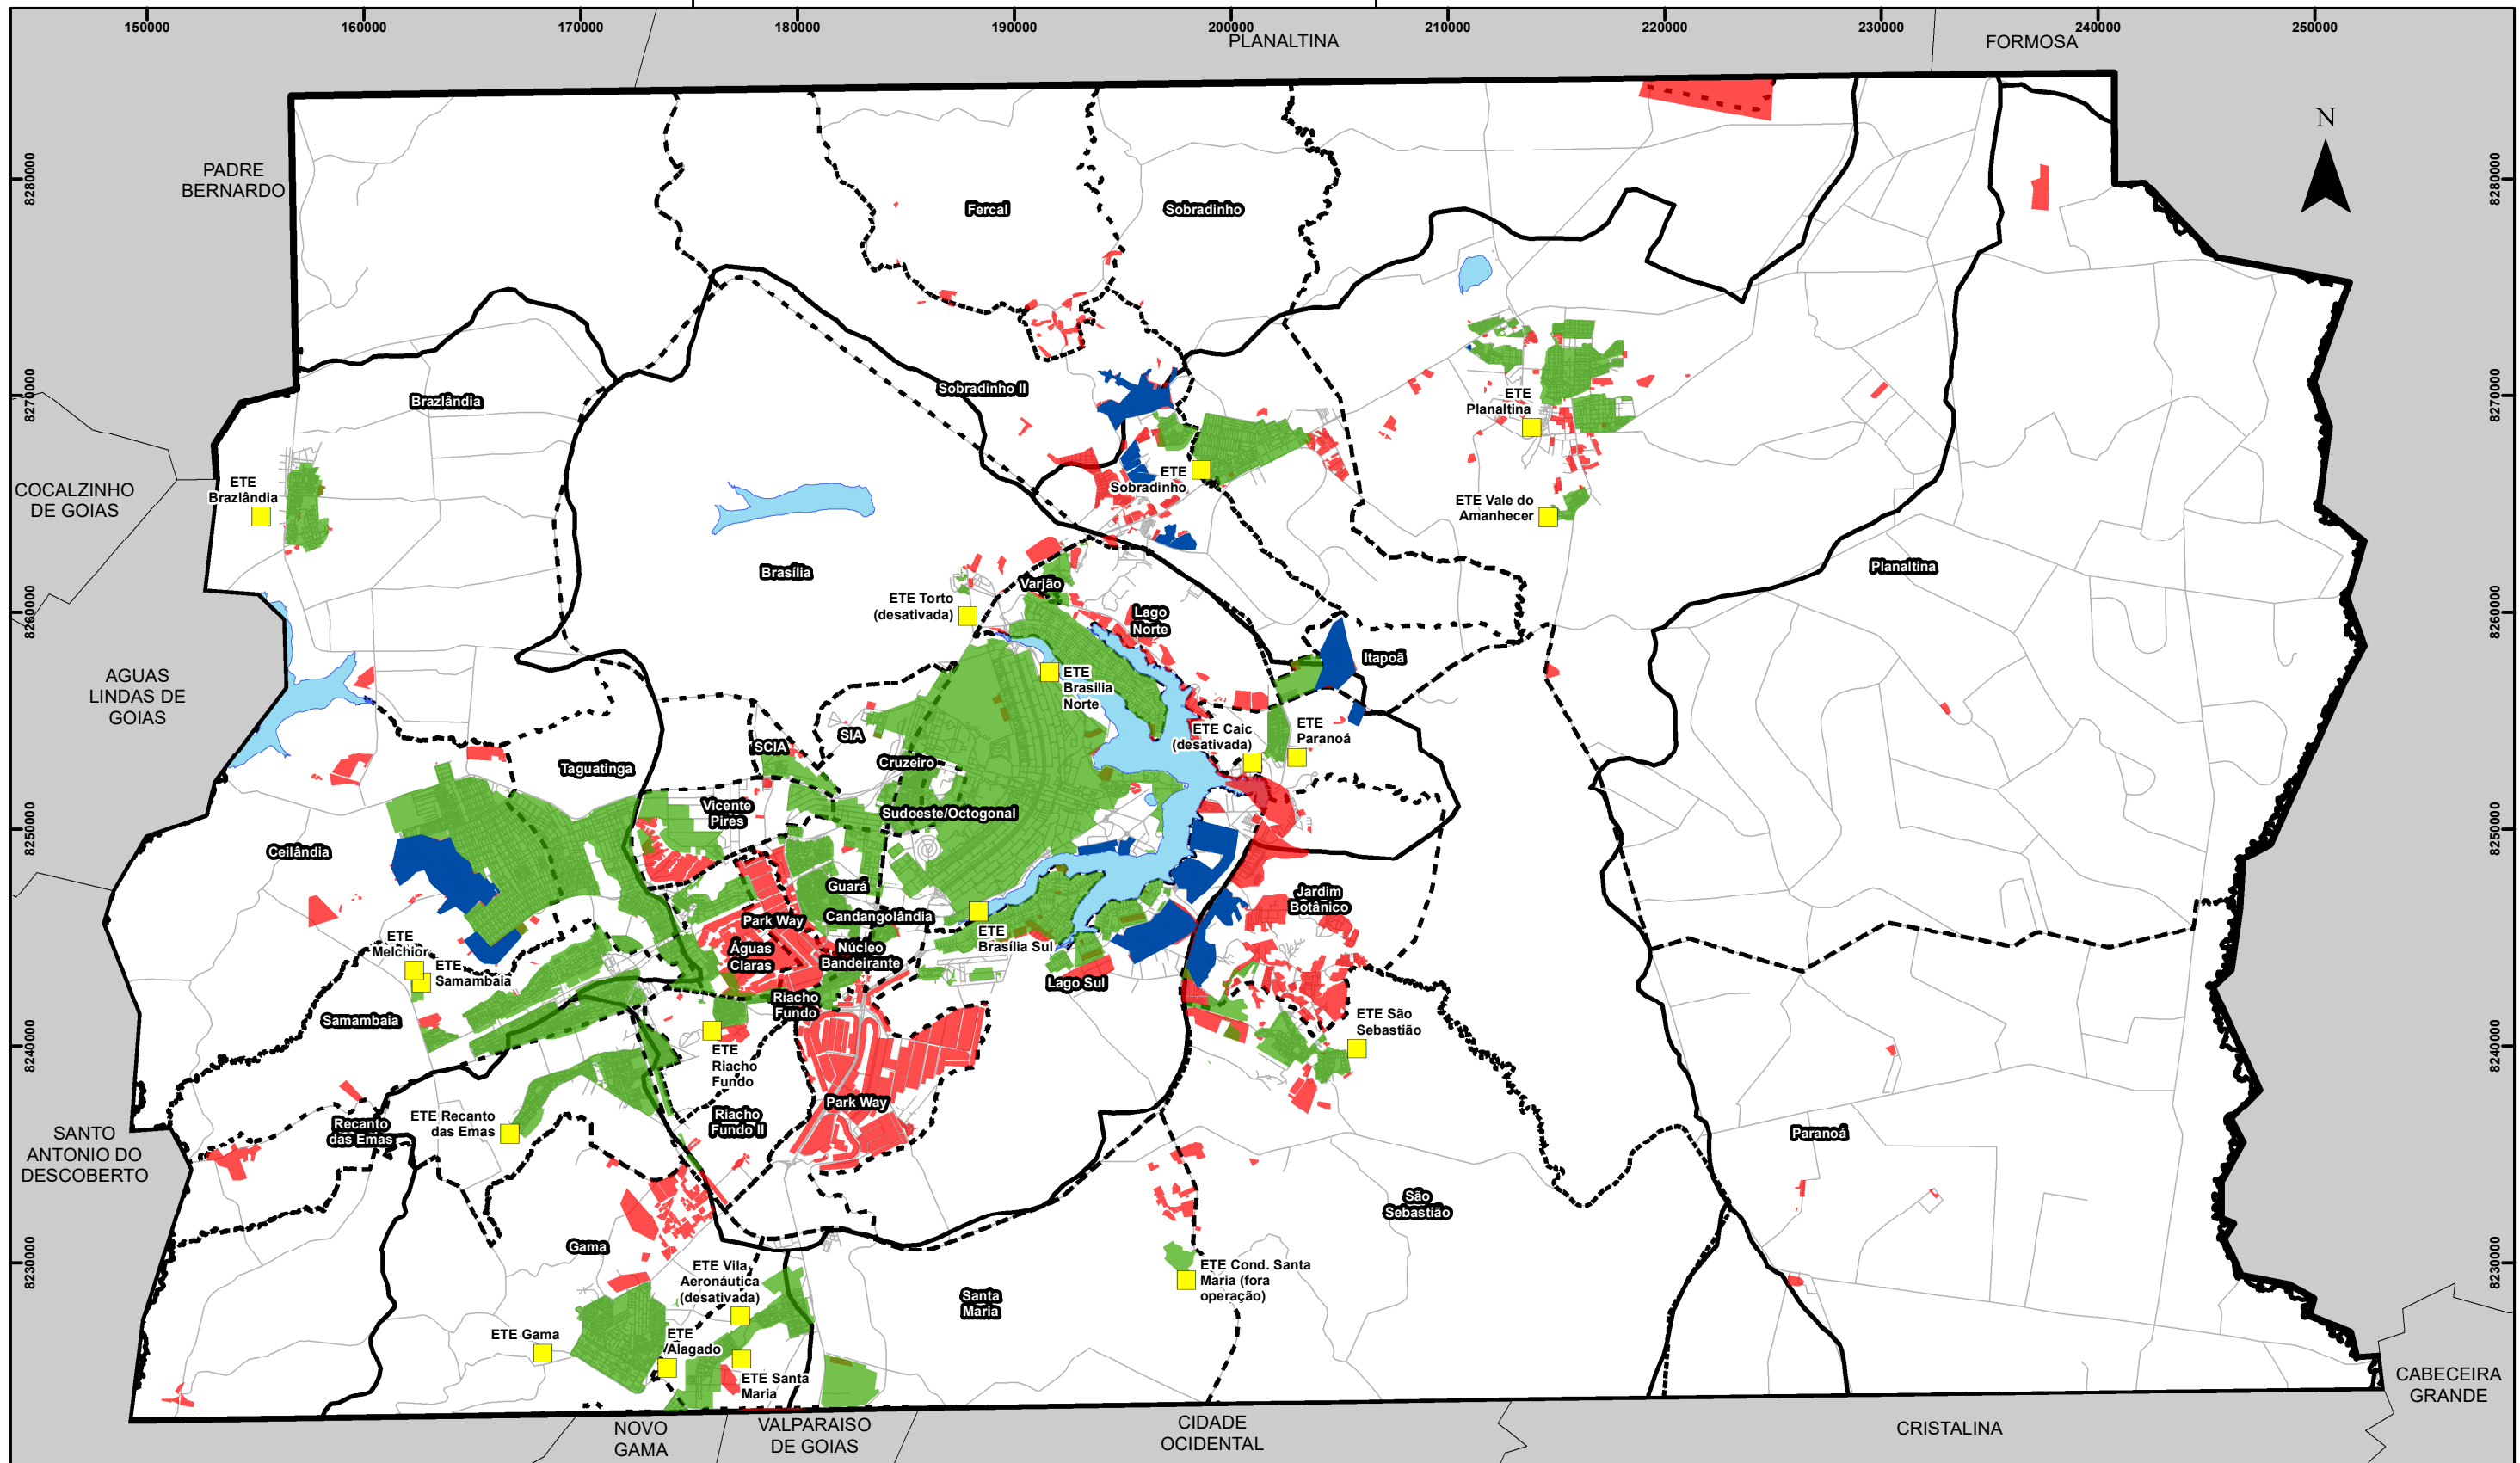 150000
160000
170000
180000
190000
200000
210000
220000
230000
240000
250000
PLANALTINA
FORMOSA
N
PADRE
BERNARDO
8280000
8280000
Fercal
Sobradinho
8270000
8270000
Brazlândia
Sobradinho II
ETE
Planaltina
COCALZINHO
DE GOIAS
ETE
Brazlândia
ETE
Sobradinho
ETE Vale do
Amanhecer
Brasília
Varjão
Planaltina
8260000
8260000
ETE Torto
(desativada)
Lago
Norte
Itapoã
AGUAS
LINDAS DE
GOIAS
ETE
Brasilia
Norte
SCIA
SIA
ETE Caic
(desativada)
ETE
Paranoá
Taguatinga
Cruzeiro
Vicente
Pires
Sudoeste/Octogonal
8250000
8250000
Ceilândia
Guará
Jardim
Botânico
Park Way
Candangolândia
ETE
Melchior
ETE
Samambaia
Águas
Claras
Núcleo
Bandeirante
ETE
Brasília Sul
Lago Sul
Riacho
Fundo
Samambaia
ETE São
Sebastião
8240000
8240000
ETE
Riacho
Fundo
Park Way
ETE Recanto
das Emas
Recanto
das Emas
Riacho
Fundo II
Paranoá
SANTO
ANTONIO DO
DESCOBERTO
São
Sebastião
Gama
8230000
8230000
ETE Vila
Aeronáutica
(desativada)
ETE Cond. Santa
Maria (fora
operação)
Santa
Maria
ETE Gama
ETE
Alagado
ETE Santa
Maria
CABECEIRA
GRANDE
NOVO
GAMA
VALPARAISO
DE GOIAS
CIDADE
OCIDENTAL
CRISTALINA